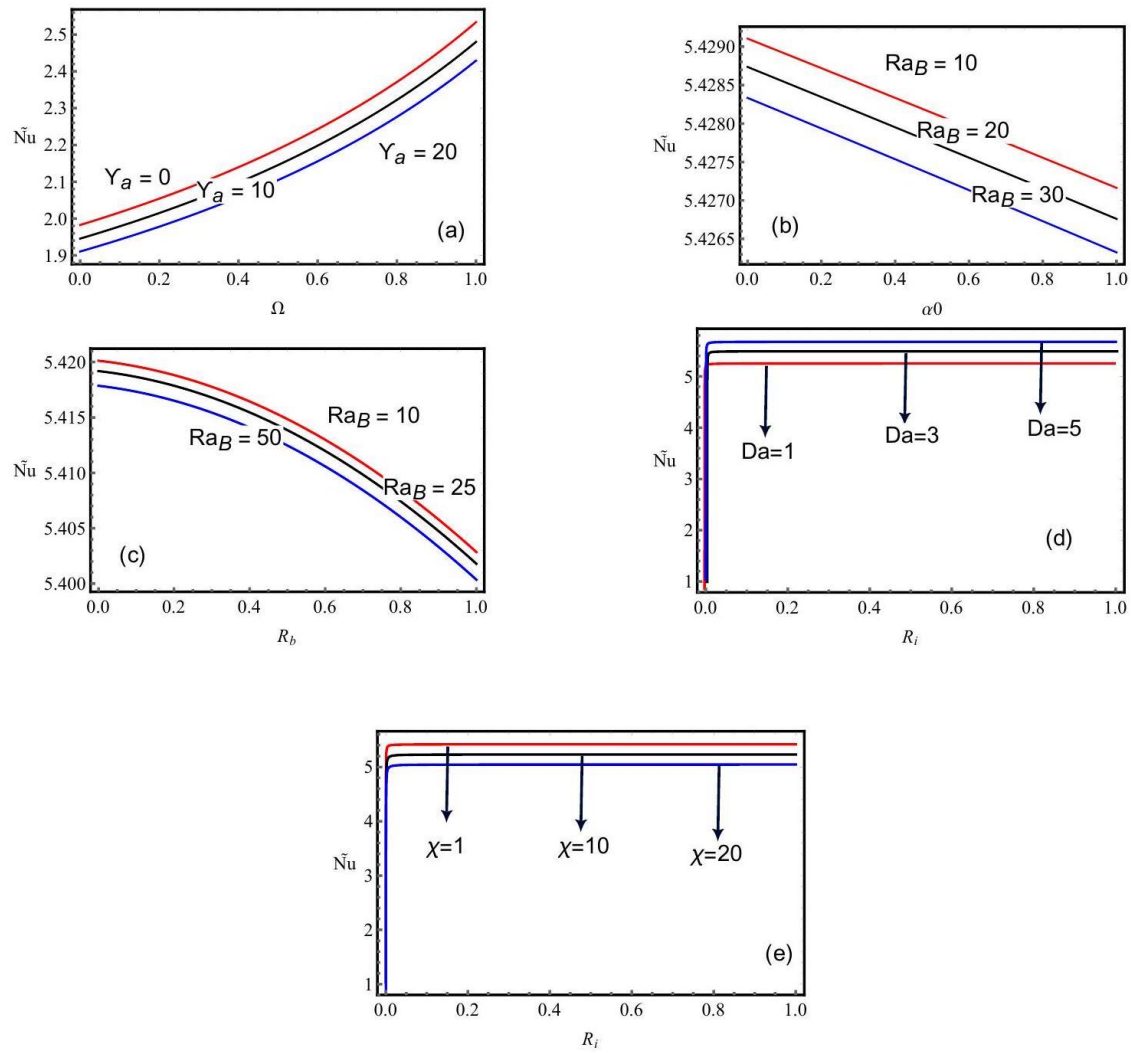 2.5
2.4
2.3
Ñu
2.2
2.1
2.0
1.9
ϒa = 0
ϒa = 10
ϒa = 20
(a)
0.0 0.2 0.4 0.6 0.8 1.0
Ω
5.4290
5.4285
5.4280
Ñu
5.4275
5.4270
5.4265
RaB = 10
RaB = 20
RaB = 30
(b)
0.0 0.2 0.4 0.6 0.8 1.0
α0
5.420
5.415
Ñu
5.410
5.405
5.400
RaB = 10
RaB = 50
RaB = 25
(c)
0.0 0.2 0.4 0.6 0.8 1.0
Rb
5
4
Ñu
3
2
1
Da=1
Da=3
Da=5
(d)
0.0 0.2 0.4 0.6 0.8 1.0
Ri
5
4
Ñu
3
2
1
χ=1
χ=10
χ=20
(e)
0.0 0.2 0.4 0.6 0.8 1.0
Ri